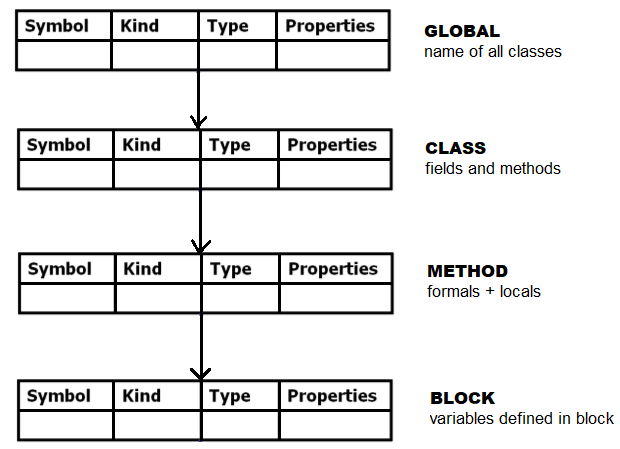 Symbol Kind Type Properties
GLOBAL
name of all classes
Symbol Kind Type Properties
CLASS
fields and methods
Symbol Kind Type Properties
METHOD
formals + locals
Symbol Kind Type Properties
BLOCK
variables defined in block